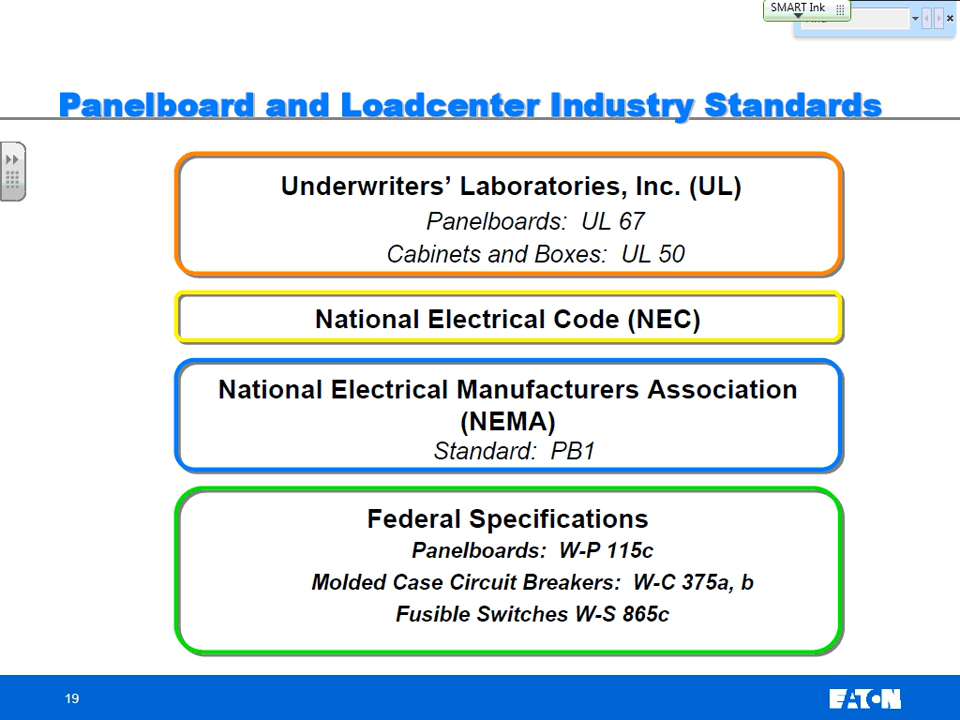 SMART Ink
Panelboard and Loadcenter Industry Standards
Underwriters’ Laboratories, Inc. (UL)
Panelboards: UL 67
Cabinets and Boxes: UL 50
National Electrical Code (NEC)
National Electrical Manufacturers Association
(NEMA)
Standard: PB1
Federal Specifications
Panelboards: W-P 115c
Molded Case Circuit Breakers: W-C 375a, b
Fusible Switches W-S 865c
19
EATON